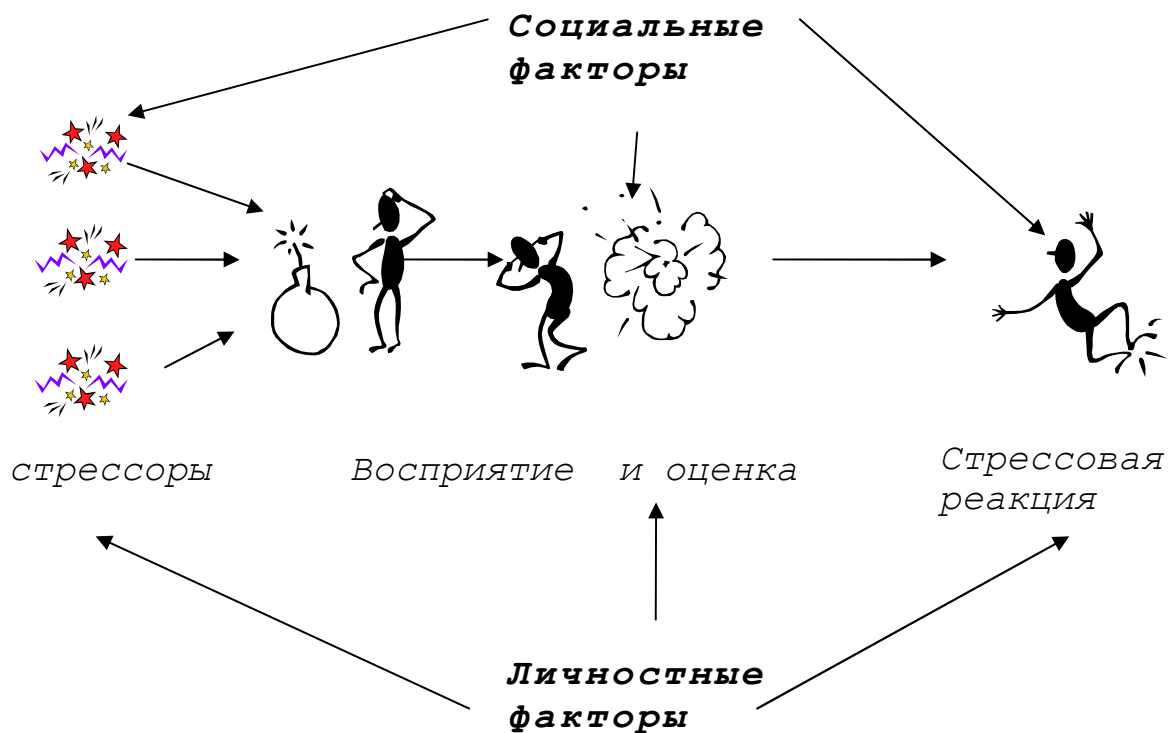 Социальные
факторы
стрессоры
Восприятие и оценка
Стрессовая
реакция
Личностные
факторы